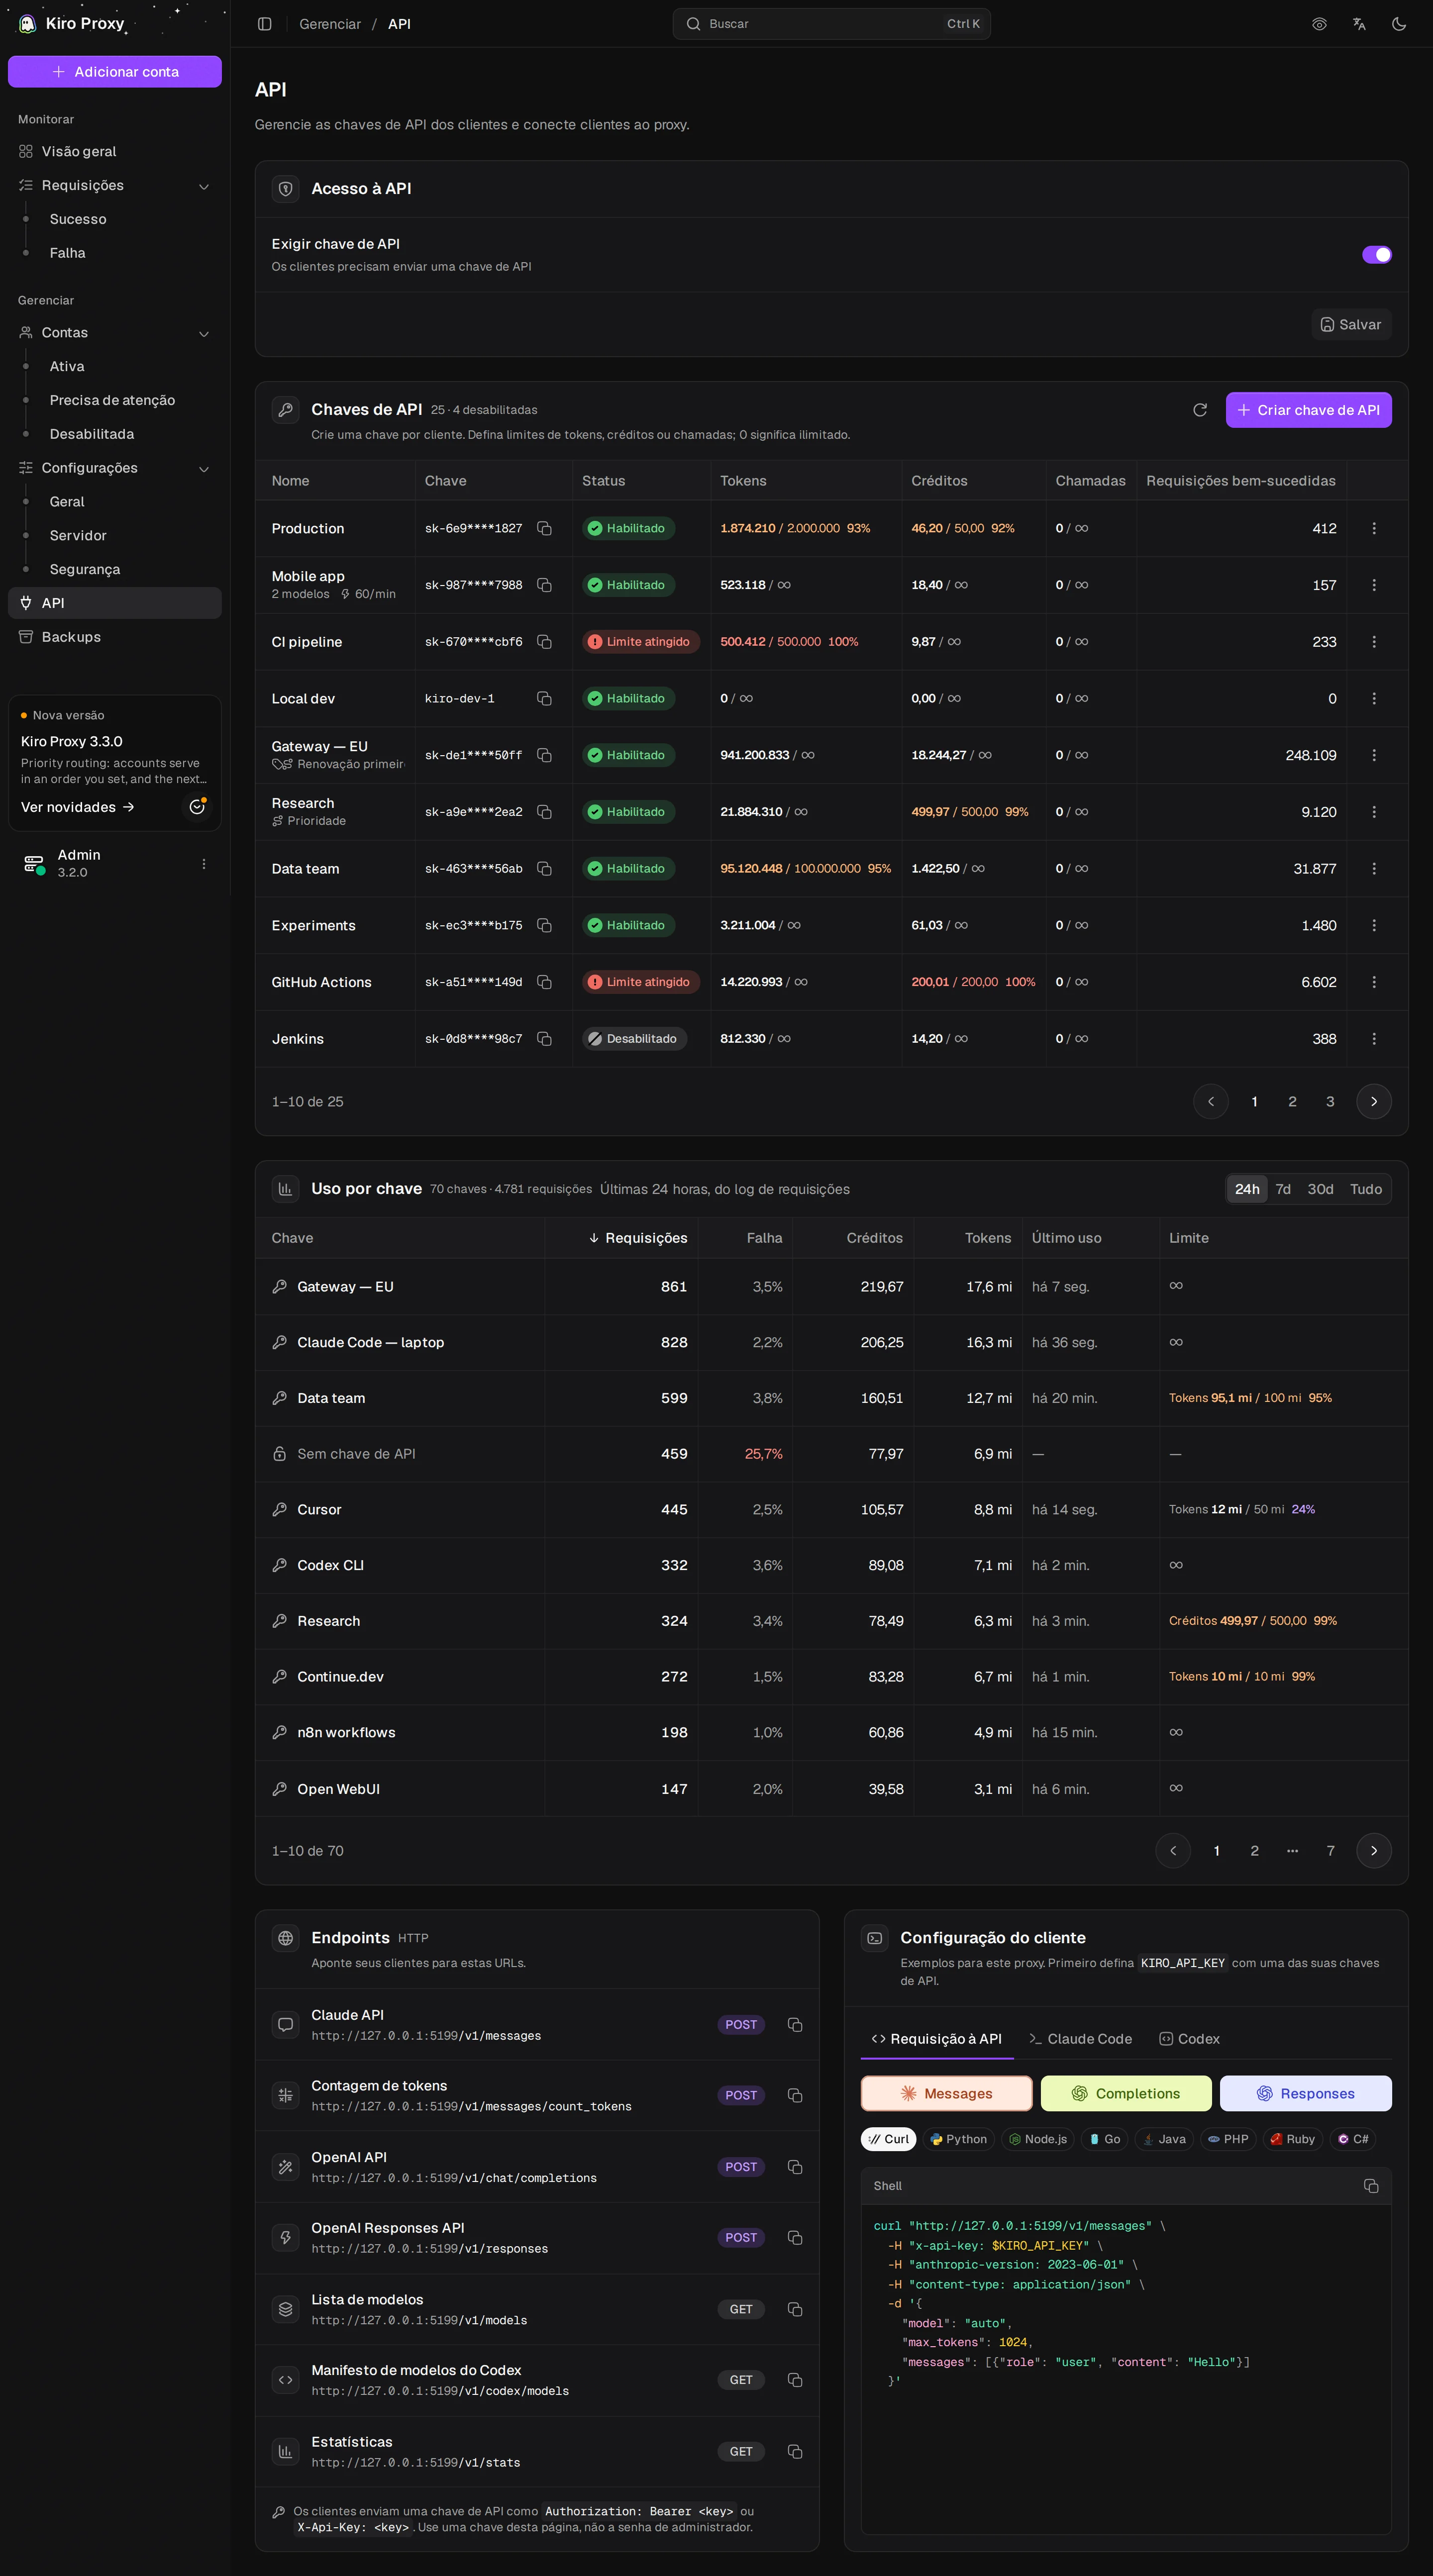 Kiro Proxy
Gerenciar / API
Buscar
Ctrl K
Adicionar conta
Monitorar
Visão geral
Requisições
Sucesso
Falha
Gerenciar
Contas
Ativa
Precisa de atenção
Desabilitada
Configurações
Geral
Servidor
Segurança
API
Backups
Nova versão
Kiro Proxy 3.3.0
Priority routing: accounts serve
in an order you set, and the next...
Ver novidades →
Admin
3.2.0
API
Gerencie as chaves de API dos clientes e conecte clientes ao proxy.
Acesso à API
Exigir chave de API
Os clientes precisam enviar uma chave de API
Salvar
Chaves de API 25 · 4 desabilitadas
Crie uma chave por cliente. Defina limites de tokens, créditos ou chamadas; 0 significa ilimitado.
Criar chave de API
Nome Chave Status Tokens Créditos Chamadas Requisições bem-sucedidas
Production sk-6e9****1827 Habilitado 1.874.210 / 2.000.000 93% 46,20 / 50,00 92% 0 / ∞ 412
Mobile app sk-987****7988 Habilitado 523.118 / ∞ 18,40 / ∞ 0 / ∞ 157
2 modelos 60/min
CI pipeline sk-670****cbf6 Limite atingido 500.412 / 500.000 100% 9,87 / ∞ 0 / ∞ 233
Local dev kiro-dev-1 Habilitado 0 / ∞ 0,00 / ∞ 0 / ∞ 0
Gateway — EU sk-de1****50ff Habilitado 941.200.833 / ∞ 18.244,27 / ∞ 0 / ∞ 248.109
Renovação primeir
Research sk-a9e****2ea2 Habilitado 21.884.310 / ∞ 499,97 / 500,00 99% 0 / ∞ 9.120
Prioridade
Data team sk-463****56ab Habilitado 95.120.448 / 100.000.000 95% 1.422,50 / ∞ 0 / ∞ 31.877
Experiments sk-ec3****b175 Habilitado 3.211.004 / ∞ 61,03 / ∞ 0 / ∞ 1.480
GitHub Actions sk-a51****149d Limite atingido 14.220.993 / ∞ 200,01 / 200,00 100% 0 / ∞ 6.602
Jenkins sk-0d8****98c7 Desabilitado 812.330 / ∞ 14,20 / ∞ 0 / ∞ 388
1–10 de 25
1 2 3
Uso por chave 70 chaves · 4.781 requisições Últimas 24 horas, do log de requisições
24h 7d 30d Tudo
Chave ↓ Requisições Falha Créditos Tokens Último uso Limite
Gateway — EU 861 3,5% 219,67 17,6 mi há 7 seg. ∞
Claude Code — laptop 828 2,2% 206,25 16,3 mi há 36 seg. ∞
Data team 599 3,8% 160,51 12,7 mi há 20 min. Tokens 95,1 mi / 100 mi 95%
Sem chave de API 459 25,7% 77,97 6,9 mi — —
Cursor 445 2,5% 105,57 8,8 mi há 14 seg. Tokens 12 mi / 50 mi 24%
Codex CLI 332 3,6% 89,08 7,1 mi há 2 min. ∞
Research 324 3,4% 78,49 6,3 mi há 3 min. Créditos 499,97 / 500,00 99%
Continue.dev 272 1,5% 83,28 6,7 mi há 1 min. Tokens 10 mi / 10 mi 99%
n8n workflows 198 1,0% 60,86 4,9 mi há 15 min. ∞
Open WebUI 147 2,0% 39,58 3,1 mi há 6 min. ∞
1–10 de 70
1 2 ··· 7
Endpoints HTTP
Aponte seus clientes para estas URLs.
Claude API
http://127.0.0.1:5199/v1/messages
POST
Contagem de tokens
http://127.0.0.1:5199/v1/messages/count_tokens
POST
OpenAI API
http://127.0.0.1:5199/v1/chat/completions
POST
OpenAI Responses API
http://127.0.0.1:5199/v1/responses
POST
Lista de modelos
http://127.0.0.1:5199/v1/models
GET
Manifesto de modelos do Codex
http://127.0.0.1:5199/v1/codex/models
GET
Estatísticas
http://127.0.0.1:5199/v1/stats
GET
Os clientes enviam uma chave de API como Authorization: Bearer <key> ou
X-Api-Key: <key>. Use uma chave desta página, não a senha de administrador.
Configuração do cliente
Exemplos para este proxy. Primeiro defina KIRO_API_KEY com uma das suas chaves
de API.
Requisição à API Claude Code Codex
Messages Completions Responses
Curl Python Node.js Go Java PHP Ruby C#
Shell
curl "http://127.0.0.1:5199/v1/messages" \
-H "x-api-key: $KIRO_API_KEY" \
-H "anthropic-version: 2023-06-01" \
-H "content-type: application/json" \
-d '{
"model": "auto",
"max_tokens": 1024,
"messages": [{"role": "user", "content": "Hello"}]
}'